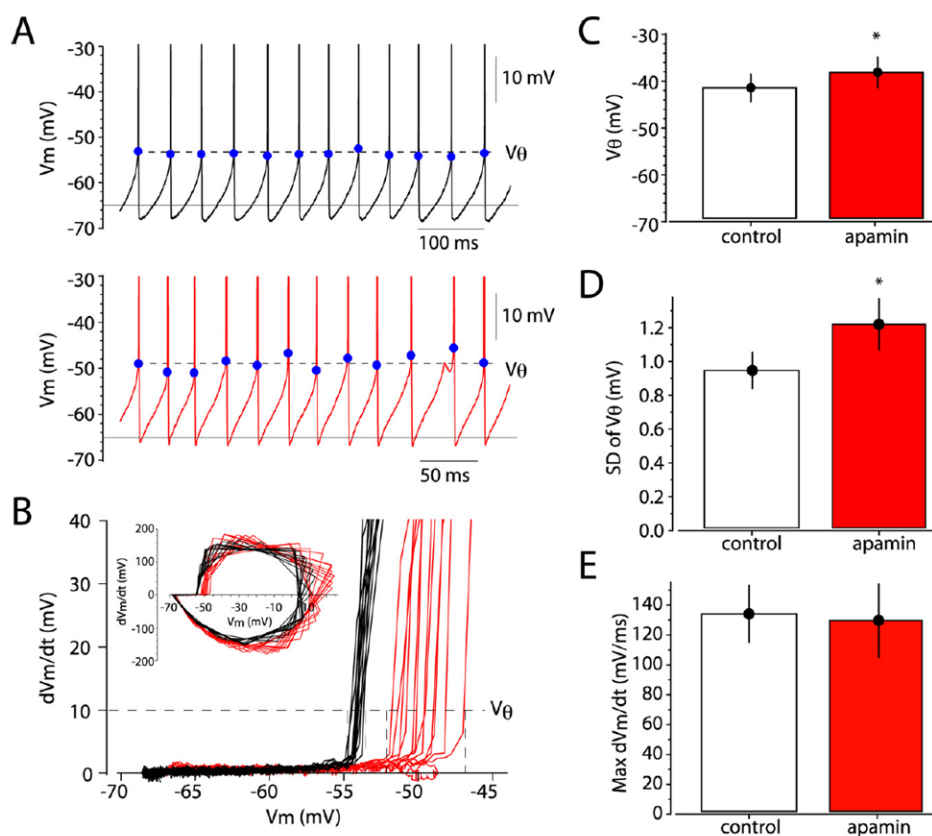 A
-30
-40
-50
-60
-70
Vm (mV)
10 mV
Vθ
100 ms
-30
-40
-50
-60
-70
Vm (mV)
10 mV
Vθ
50 ms
B
40
30
20
10
0
dVm/dt (mV)
-70 -65 -60 -55 -50 -45
Vm (mV)
Vθ
200
100
0
-100
-200
dVm/dt (mV)
-70 -50 -30 -10 10
Vm (mV)
C
-30
-40
-50
-60
-70
Vθ (mV)
*
control apamin
D
1.2
1.0
0.8
0.6
0.4
0.2
0.0
SD of Vθ (mV)
*
control apamin
E
140
120
100
80
60
40
20
0
Max dVm/dt (mV/ms)
control apamin